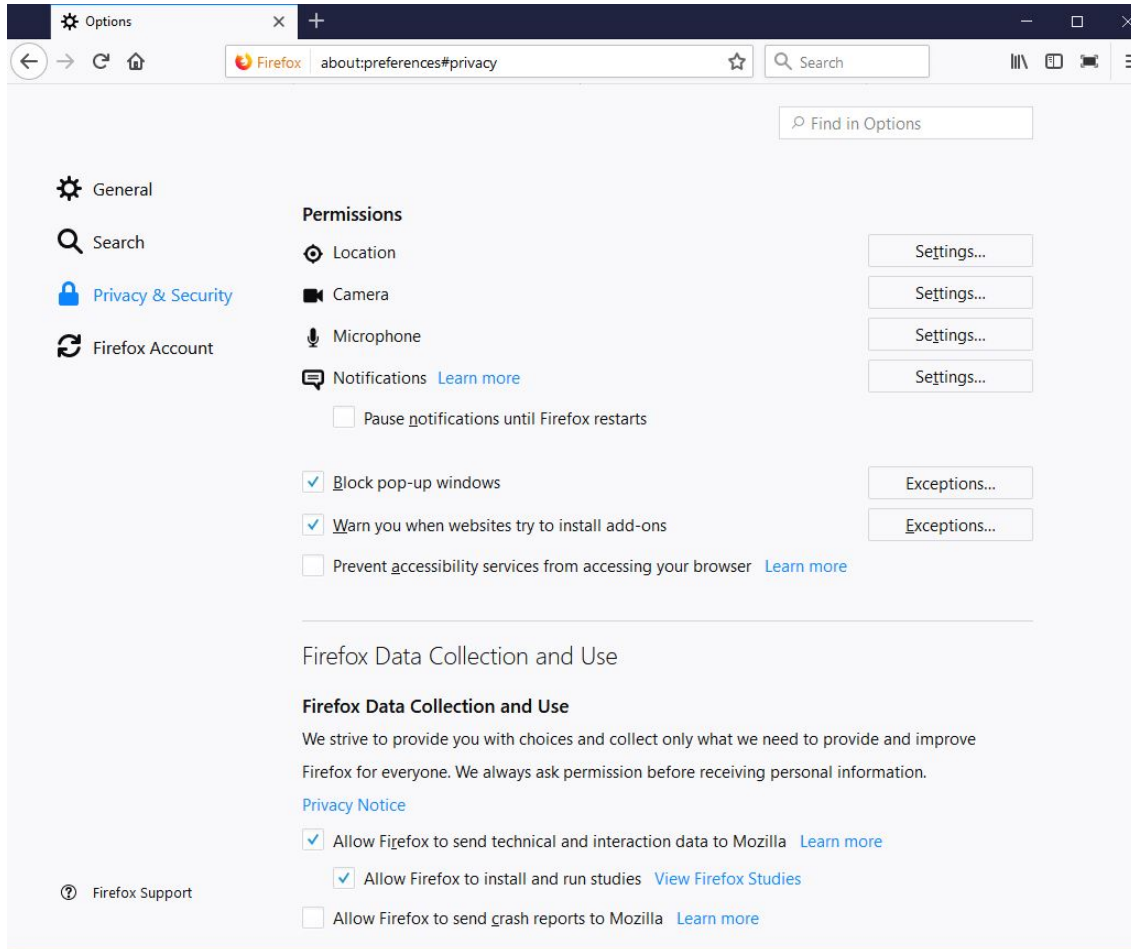 Options
Firefox about:preferences#privacy
Search
Find in Options
General
Search
Privacy & Security
Firefox Account
Permissions
Location Settings...
Camera Settings...
Microphone Settings...
Notifications Learn more Settings...
Pause notifications until Firefox restarts
Block pop-up windows Exceptions...
Warn you when websites try to install add-ons Exceptions...
Prevent accessibility services from accessing your browser Learn more
Firefox Data Collection and Use
Firefox Data Collection and Use
We strive to provide you with choices and collect only what we need to provide and improve
Firefox for everyone. We always ask permission before receiving personal information.
Privacy Notice
Allow Firefox to send technical and interaction data to Mozilla Learn more
Allow Firefox to install and run studies View Firefox Studies
Allow Firefox to send crash reports to Mozilla Learn more
Firefox Support